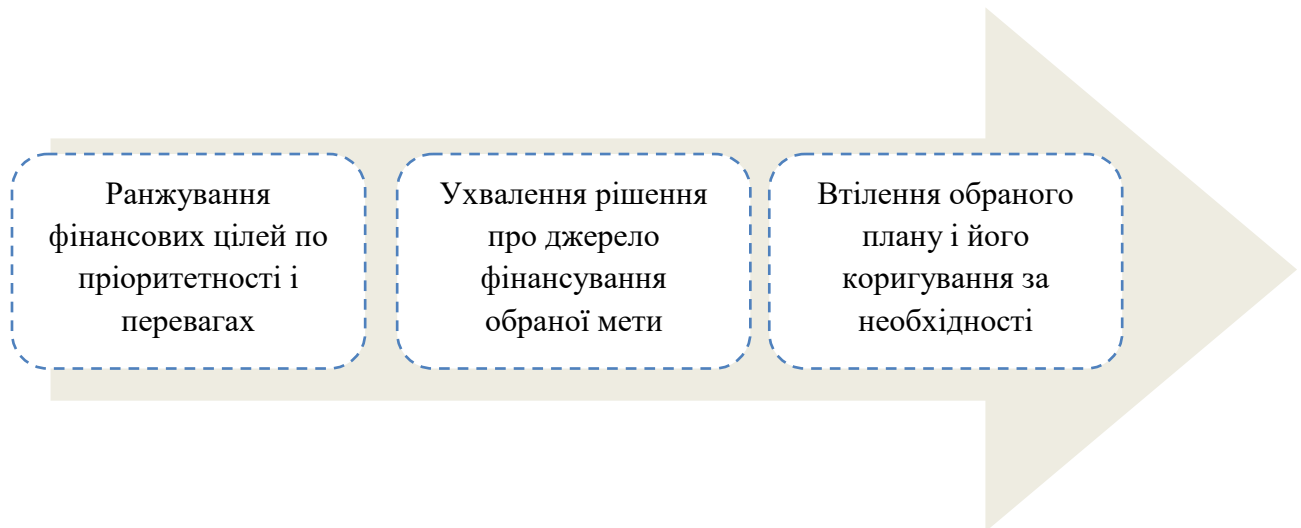 Ранжування
фінансових цілей по
пріоритетності і
перевагах
Ухвалення рішення
про джерело
фінансування
обраної мети
Втілення обраного
плану і його
коригування за
необхідності